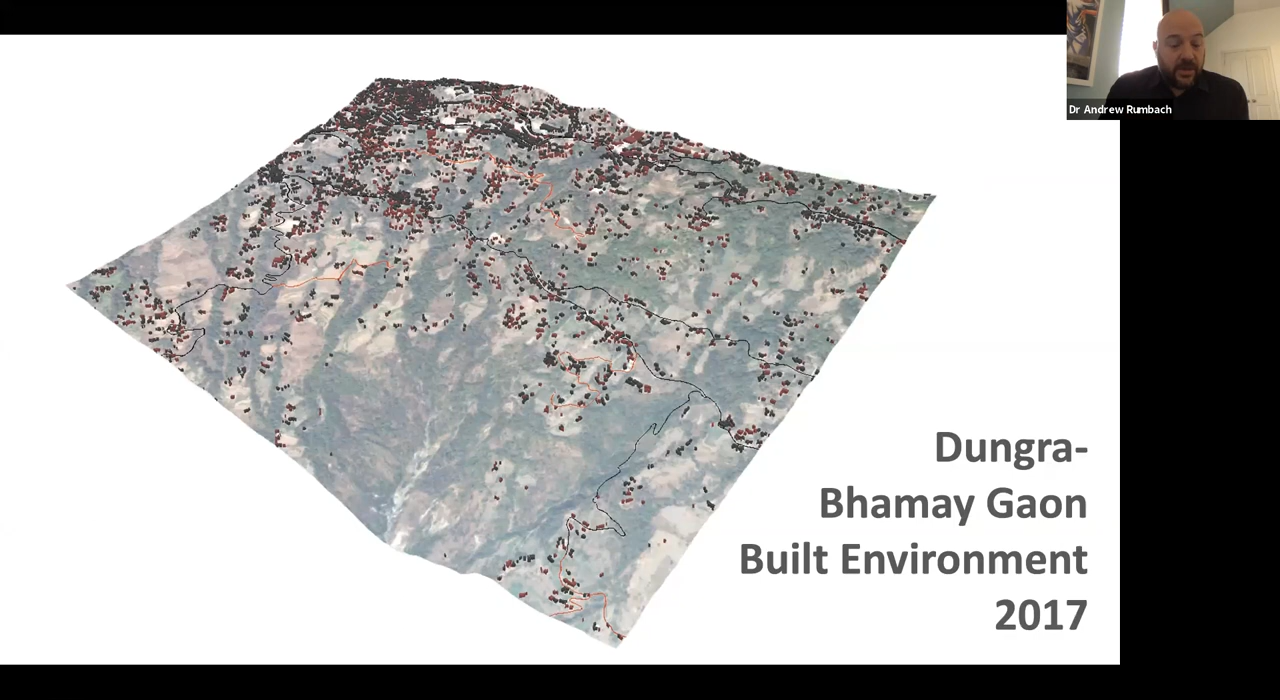 Dr Andrew Rumbach
Dungra-
Bhamay Gaon
Built Environment
2017